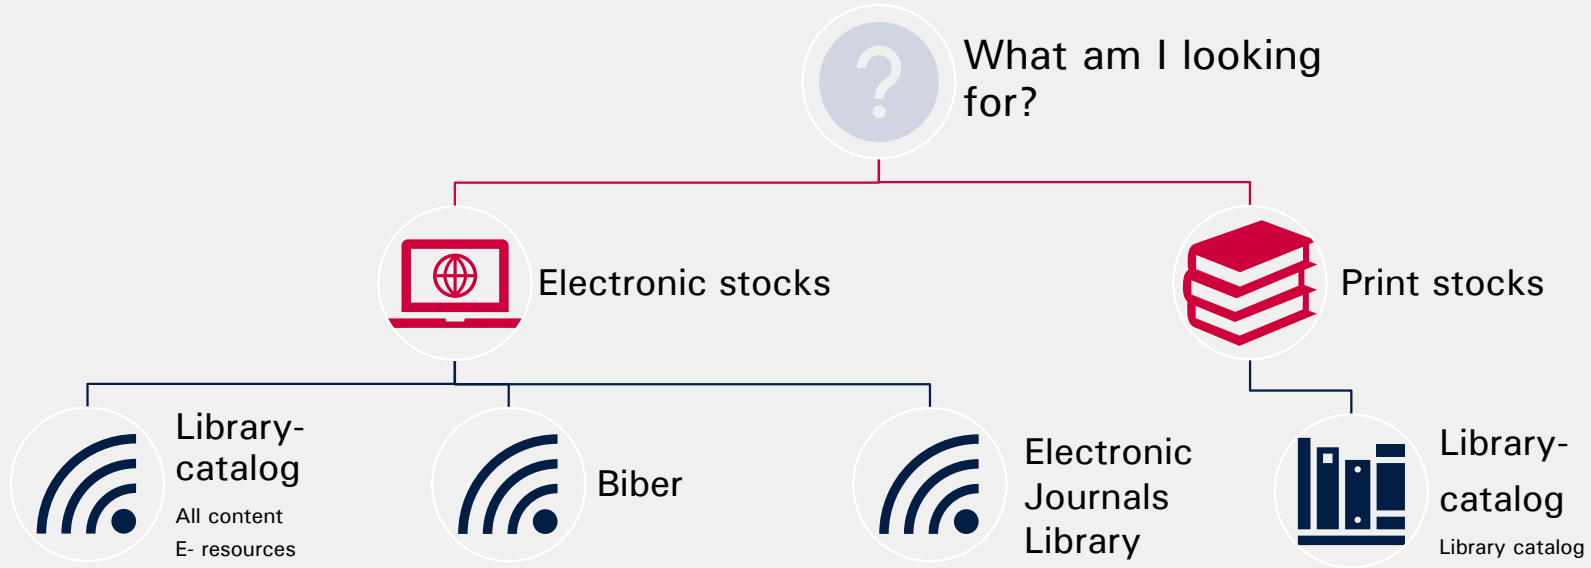 What am I looking
for?
Electronic stocks
Print stocks
Library-
catalog
All content
E- resources
Biber
Electronic
Journals
Library
Library-
catalog
Library catalog